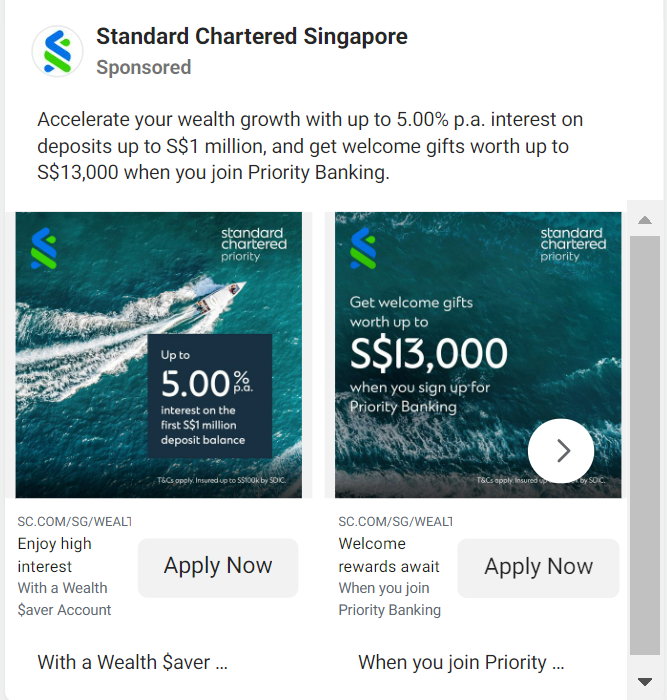 Standard Chartered Singapore
Sponsored
Accelerate your wealth growth with up to 5.00% p.a. interest on
deposits up to S$1 million, and get welcome gifts worth up to
S$13,000 when you join Priority Banking.
standard
chartered
priority
Up to
5.00% p.a.
interest on the
first S$1 million
deposit balance
T&Cs apply. Insured up to S$100k by SDIC.
standard
chartered
priority
Get welcome gifts
worth up to
S$13,000
when you sign up for
Priority Banking
T&Cs apply. Insured up by SDIC.
SC.COM/SG/WEALT
Enjoy high
interest
With a Wealth
$aver Account
Apply Now
SC.COM/SG/WEALT
Welcome
rewards await
When you join
Priority Banking
Apply Now
With a Wealth $aver ...
When you join Priority ...